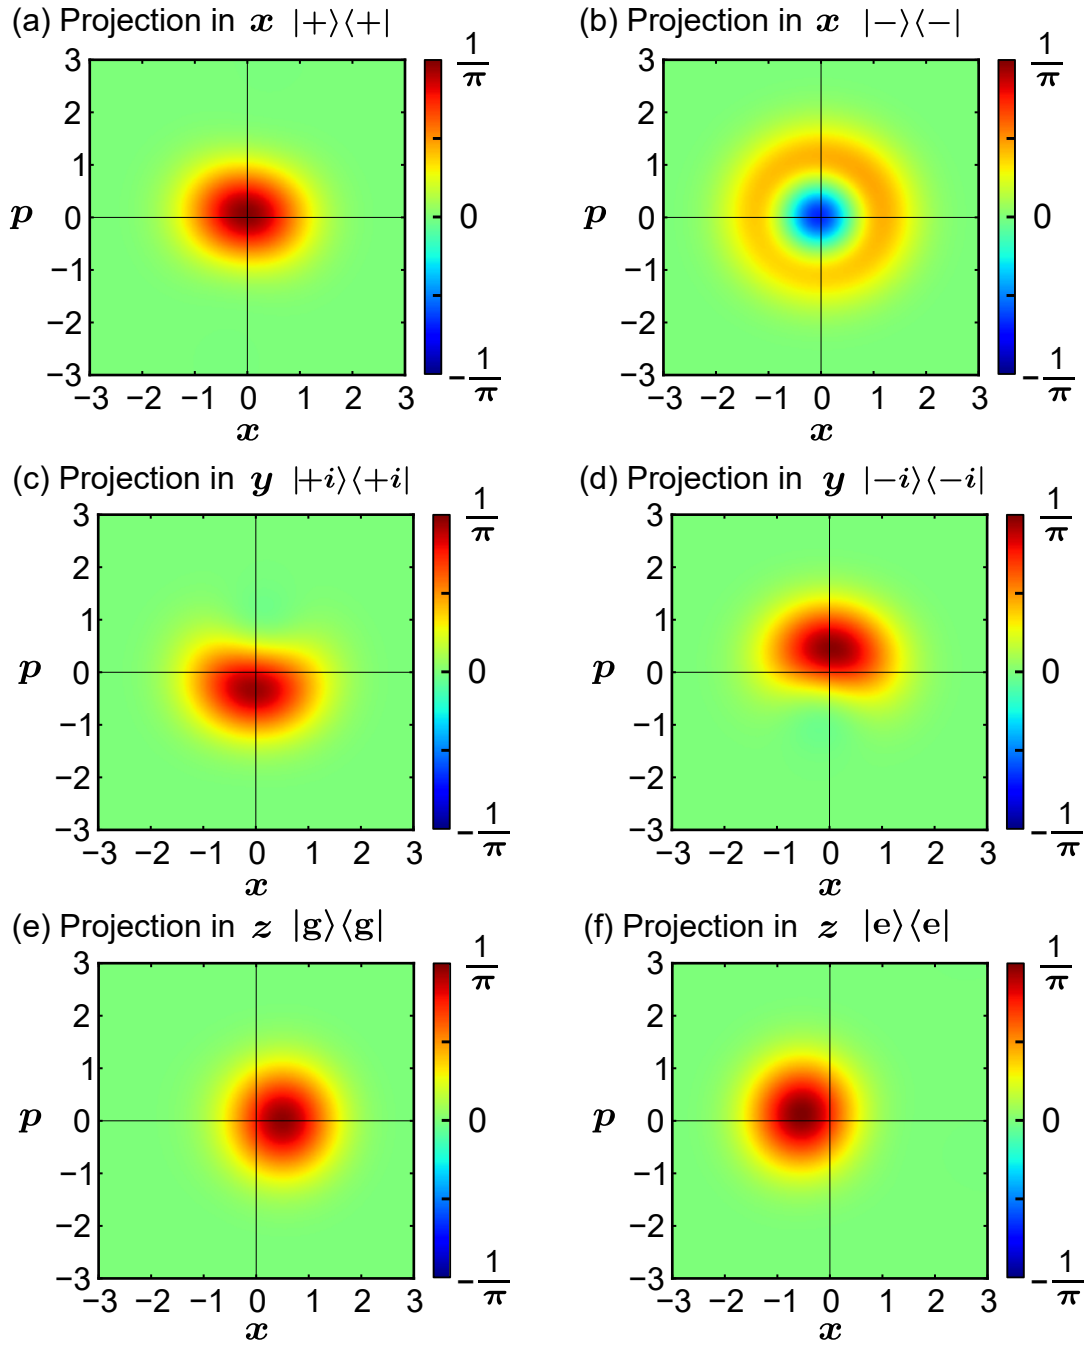 (a) Projection in x |+⟩⟨+|
(b) Projection in x |−⟩⟨−|
3
2
1
0
−1
−2
−3
p
−3 −2 −1 0 1 2 3
x
1/π
0
−1/π
3
2
1
0
−1
−2
−3
p
−3 −2 −1 0 1 2 3
x
1/π
0
−1/π
(c) Projection in y |+i⟩⟨+i|
(d) Projection in y |−i⟩⟨−i|
3
2
1
0
−1
−2
−3
p
−3 −2 −1 0 1 2 3
x
1/π
0
−1/π
3
2
1
0
−1
−2
−3
p
−3 −2 −1 0 1 2 3
x
1/π
0
−1/π
(e) Projection in z |g⟩⟨g|
(f) Projection in z |e⟩⟨e|
3
2
1
0
−1
−2
−3
p
−3 −2 −1 0 1 2 3
x
1/π
0
−1/π
3
2
1
0
−1
−2
−3
p
−3 −2 −1 0 1 2 3
x
1/π
0
−1/π